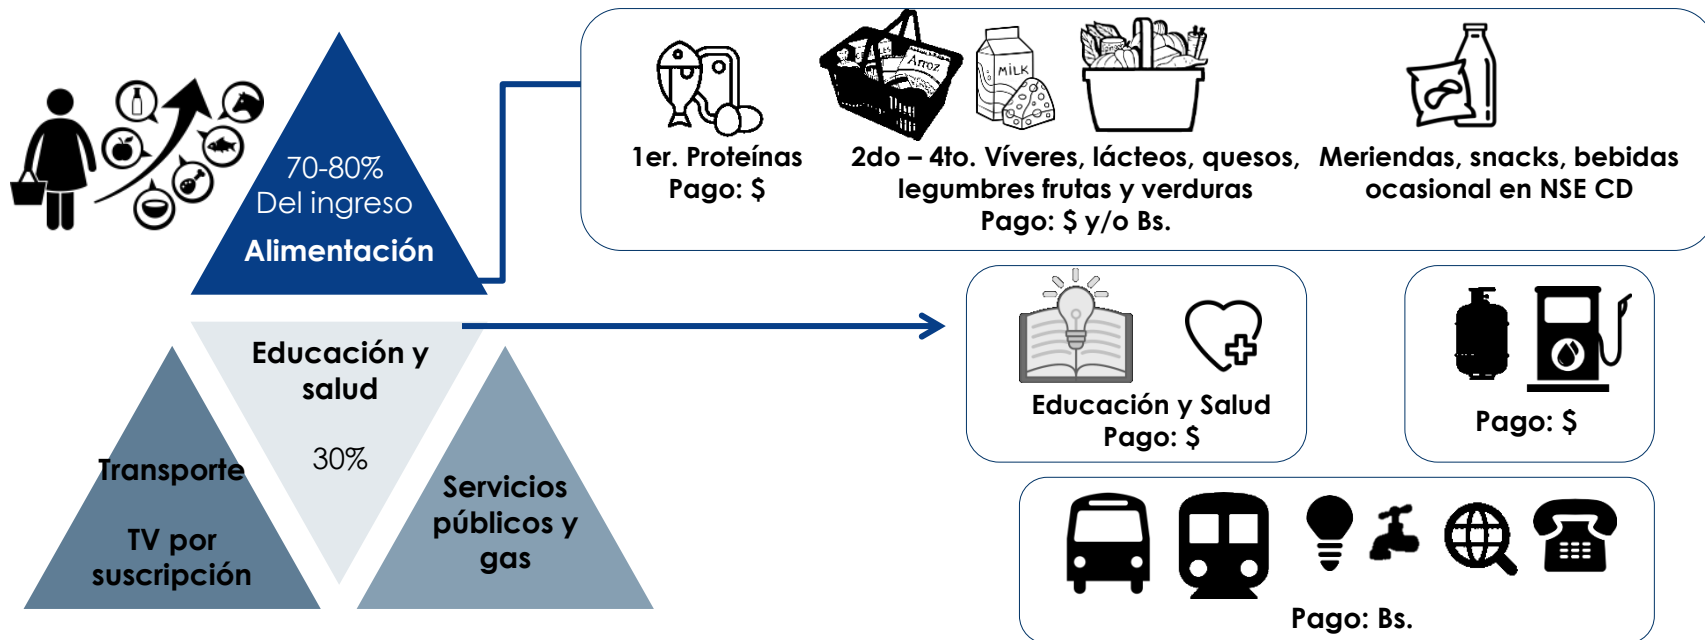 70-80%
Del ingreso
Alimentación
Arroz
MILK
1er. Proteínas
Pago: $
2do – 4to. Víveres, lácteos, quesos,
legumbres frutas y verduras
Pago: $ y/o Bs.
Meriendas, snacks, bebidas
ocasional en NSE CD
Educación y
salud
30%
Transporte
TV por
suscripción
Servicios
públicos y
gas
Educación y Salud
Pago: $
Pago: $
Pago: Bs.